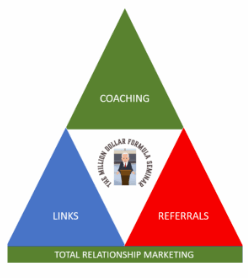 COACHING
THE MILLION DOLLAR FORMULA SEMINAR
LINKS
REFERRALS
TOTAL RELATIONSHIP MARKETING